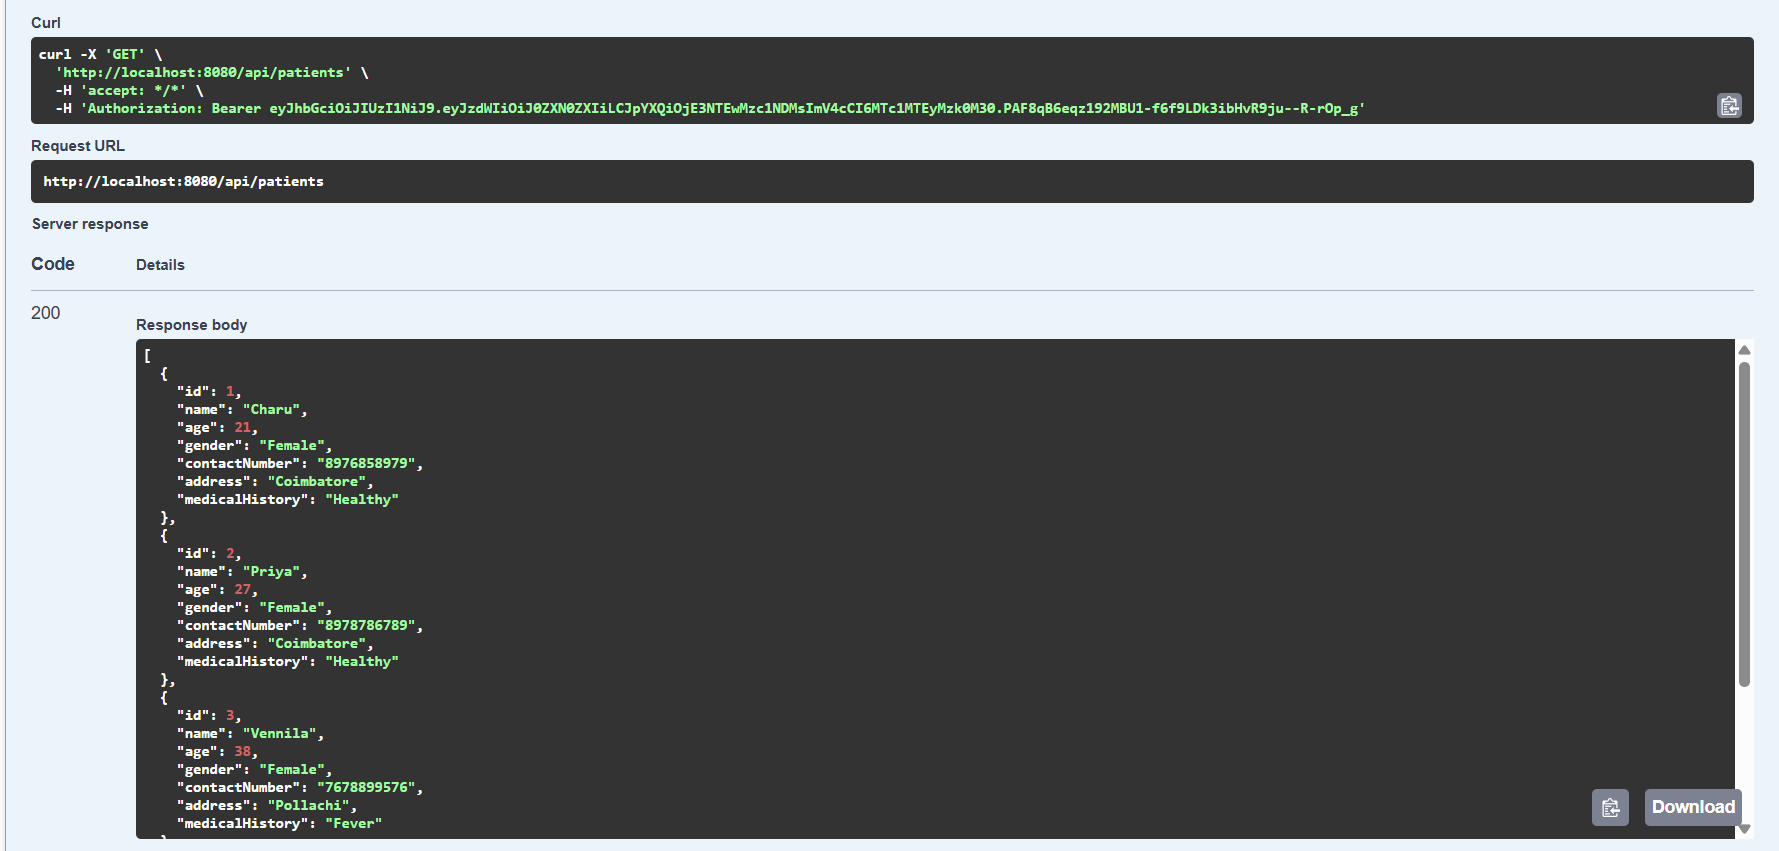 Curl
curl -X 'GET' \
'http://localhost:8080/api/patients' \
-H 'accept: */*' \
-H 'Authorization: Bearer eyJhbGciOiJIUzI1NiJ9.eyJzdWIiOiJ0ZXN0ZXIiLCJpYXQiOjE3NTEwMzc1NDMsImV4cCI6MTc1MTEyMzk0M30.PAF8qB6eqz192MBU1-f6f9LDk3ibHvR9ju--R-rOp_g'
Request URL
http://localhost:8080/api/patients
Server response
Code Details
200
Response body
[
{
"id": 1,
"name": "Charu",
"age": 21,
"gender": "Female",
"contactNumber": "8976858979",
"address": "Coimbatore",
"medicalHistory": "Healthy"
},
{
"id": 2,
"name": "Priya",
"age": 27,
"gender": "Female",
"contactNumber": "8978786789",
"address": "Coimbatore",
"medicalHistory": "Healthy"
},
{
"id": 3,
"name": "Vennila",
"age": 38,
"gender": "Female",
"contactNumber": "7678899576",
"address": "Pollachi",
"medicalHistory": "Fever"
Download